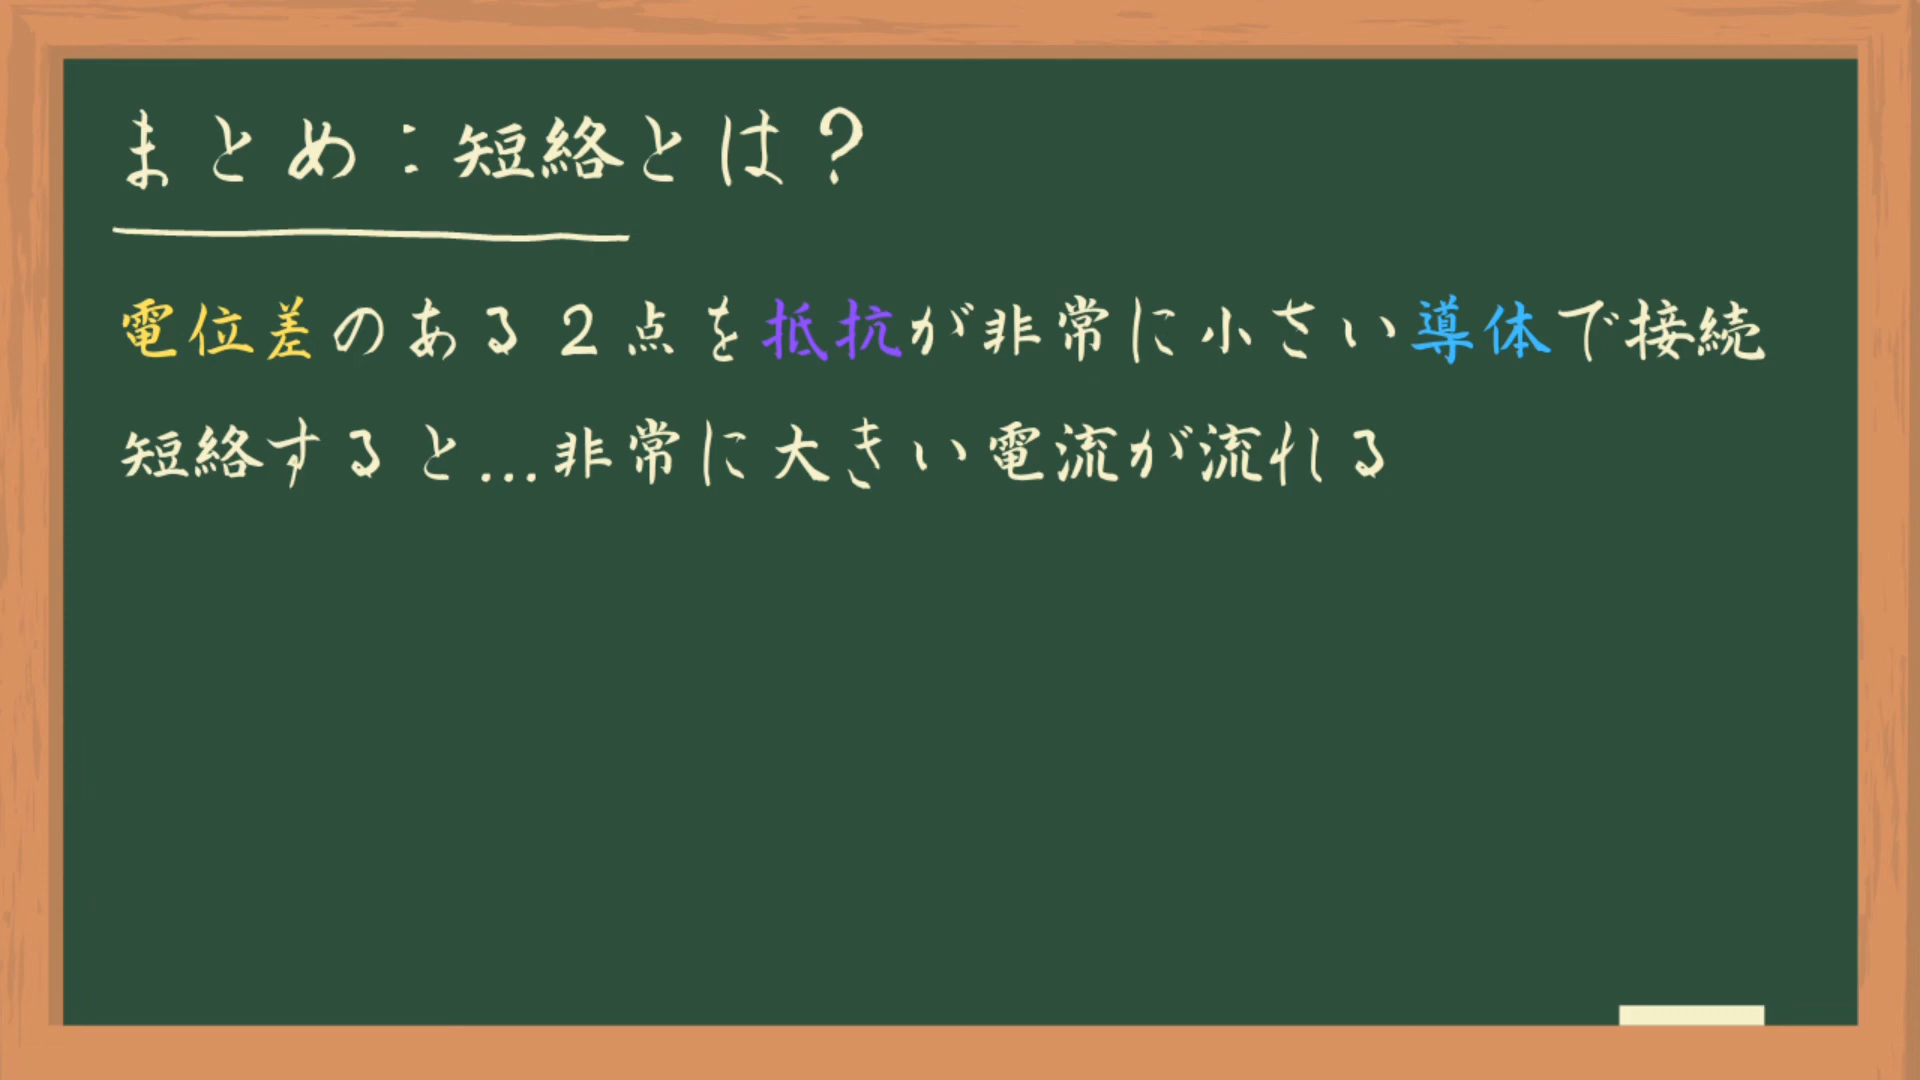 まとめ：短絡とは？
電位差のある２点を抵抗が非常に小さい導体で接続
短絡すると...非常に大きい電流が流れる